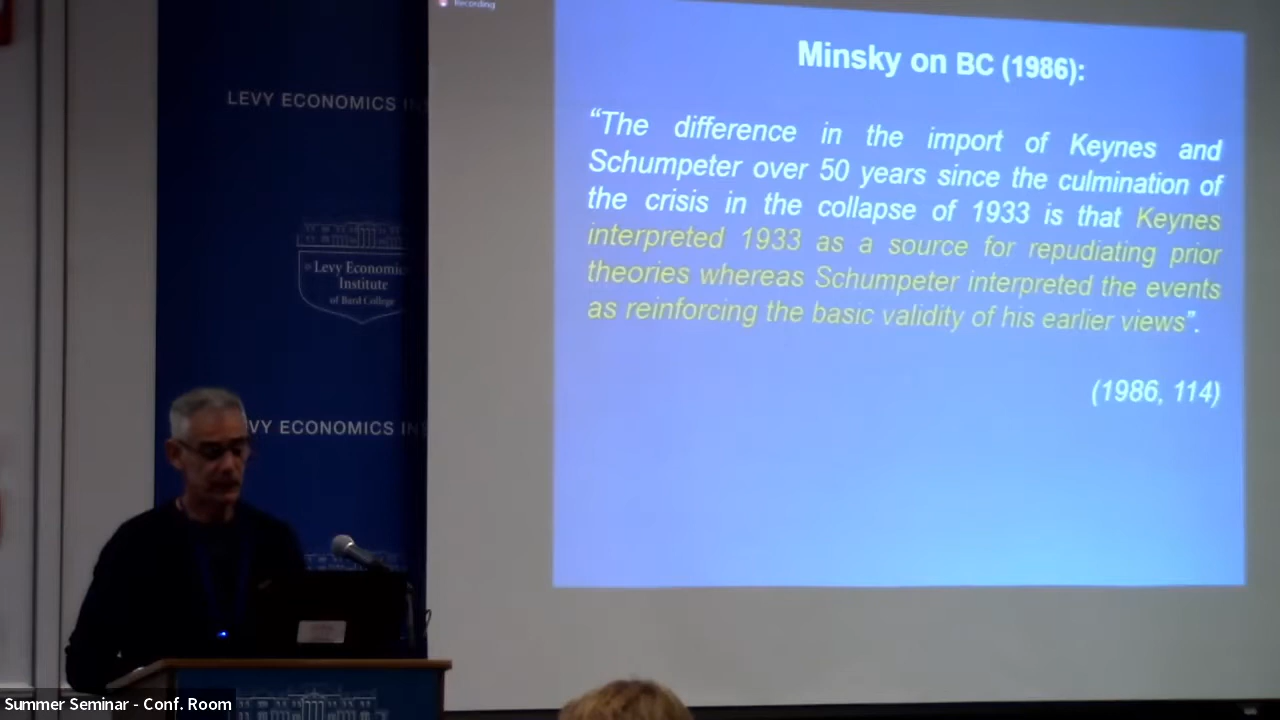 Recording
LEVY ECONOMICS
Levy Economics
Institute
of Bard College
VY ECONOMICS
Minsky on BC (1986):
“The difference in the import of Keynes and
Schumpeter over 50 years since the culmination of
the crisis in the collapse of 1933 is that Keynes
interpreted 1933 as a source for repudiating prior
theories whereas Schumpeter interpreted the events
as reinforcing the basic validity of his earlier views”.
(1986, 114)
Summer Seminar - Conf. Room